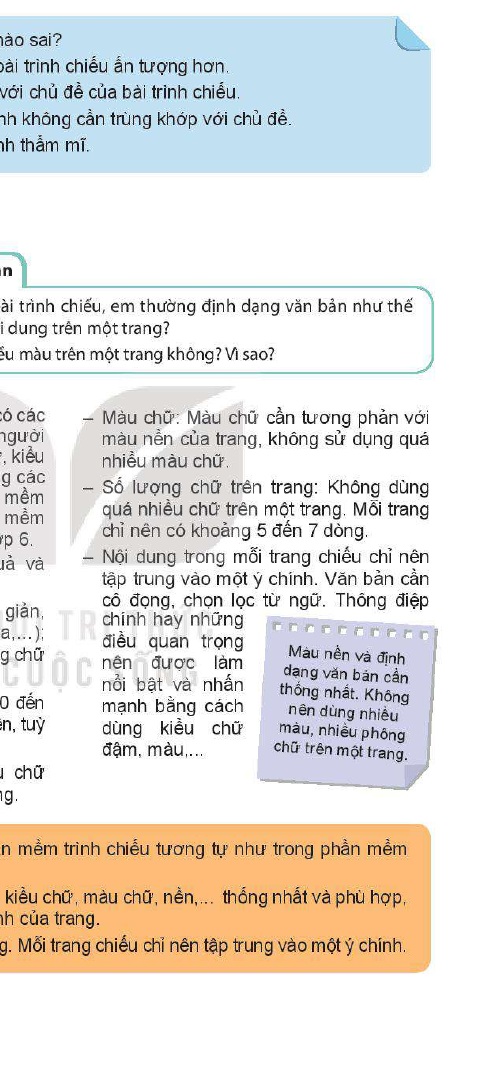 nào sai?
bài trình chiếu ấn tượng hơn.
với chủ đề của bài trình chiếu.
nh không cần trùng khớp với chủ đề.
nh thẩm mĩ.
ản
ài trình chiếu, em thường định dạng văn bản như thế
i dung trên một trang?
ều màu trên một trang không? Vì sao?
có các
người
, kiểu
g các
mềm
mềm
ớp 6.
uả và
giản,
a,...);
g chữ
0 đến
ên, tuỳ
u chữ
ng.
– Màu chữ: Màu chữ cần tương phản với
màu nền của trang, không sử dụng quá
nhiều màu chữ.
– Số lượng chữ trên trang: Không dùng
quá nhiều chữ trên một trang. Mỗi trang
chỉ nên có khoảng 5 đến 7 dòng.
– Nội dung trong mỗi trang chiếu chỉ nên
tập trung vào một ý chính. Văn bản cần
cô đọng, chọn lọc từ ngữ. Thông điệp
chính hay những
điều quan trọng
nên được làm
nổi bật và nhấn
mạnh bằng cách
dùng kiểu chữ
đậm, màu,...
Màu nền và định
dạng văn bản cần
thống nhất. Không
nên dùng nhiều
màu, nhiều phông
chữ trên một trang.
n mềm trình chiếu tương tự như trong phần mềm
kiểu chữ, màu chữ, nền,... thống nhất và phù hợp,
nh của trang.
g. Mỗi trang chiếu chỉ nên tập trung vào một ý chính.